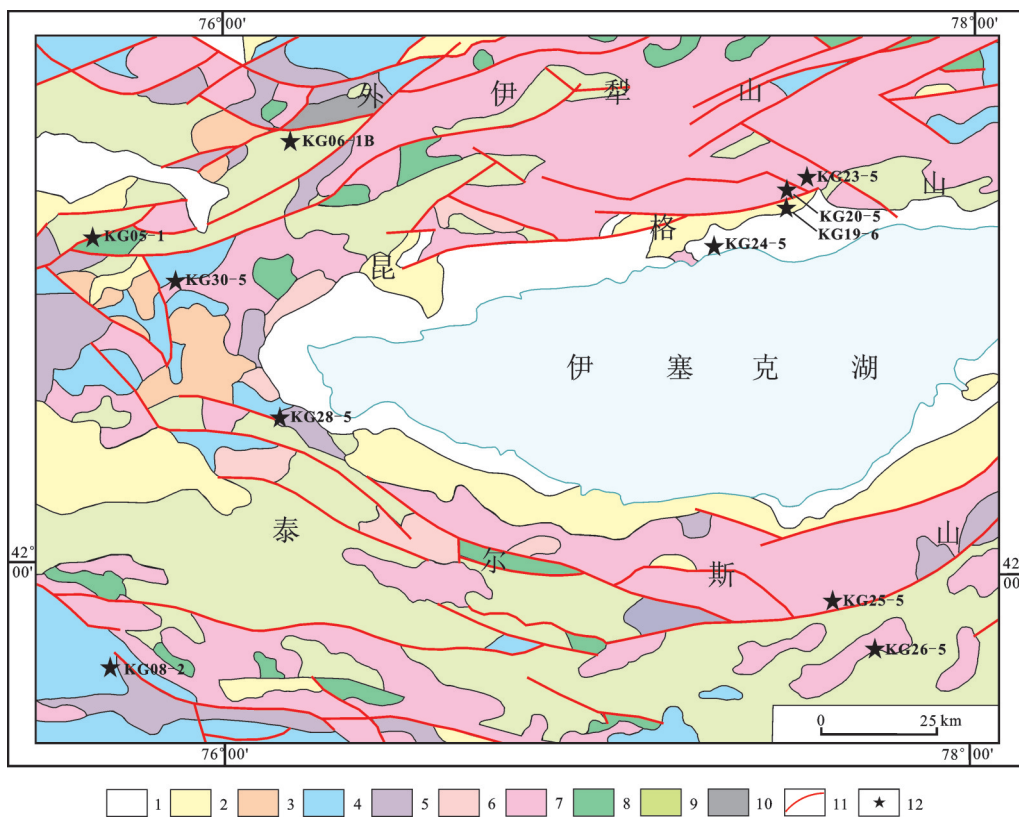 76°00′ 78°00′
外 伊 犁 山
KG06-1B
KG23-5
山
KG20-5
格
KG19-6
KG05-1
KG24-5
昆
KG30-5
伊 塞 克 湖
KG28-5
泰
山
42°
00′
尔
42°
00′
斯
KG25-5
KG26-5
KG08-2
0 25 km
76°00′ 78°00′
1 2 3 4 5 6 7 8 9 10 11 12